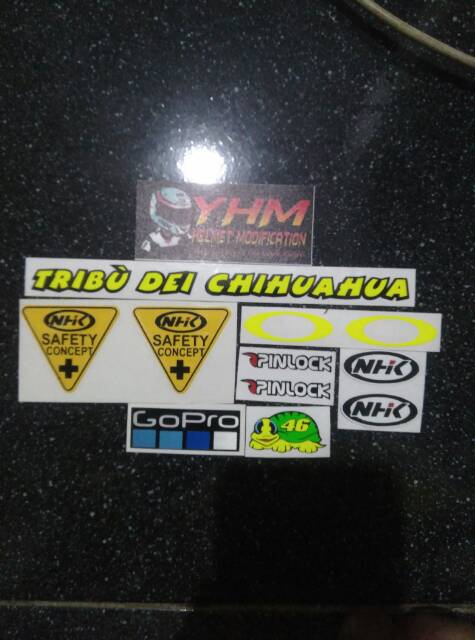 YHM
HELMET MODIFICATION
TRIBÙ DEI CHIHUAHUA
NHK
SAFETY
CONCEPT
NHK
SAFETY
CONCEPT
PINLOCK
PINLOCK
NHK
NHK
GoPro
46